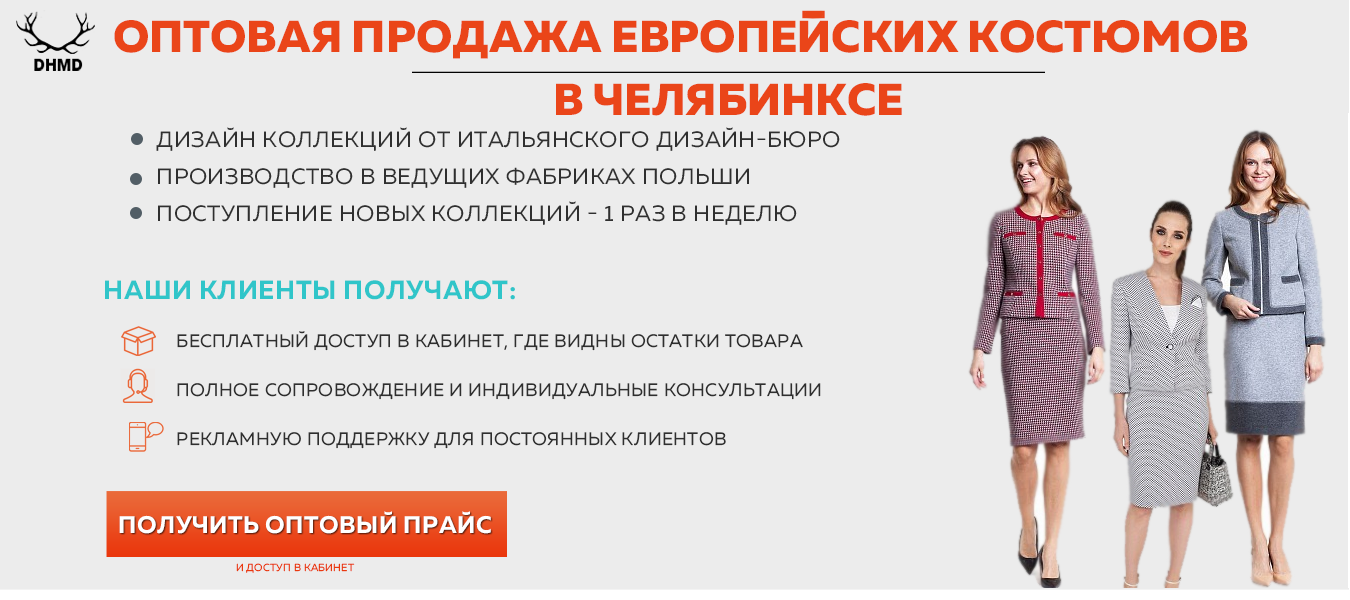 DHMD
ОПТОВАЯ ПРОДАЖА ЕВРОПЕЙСКИХ КОСТЮМОВ
В ЧЕЛЯБИНКСЕ
ДИЗАЙН КОЛЛЕКЦИЙ ОТ ИТАЛЬЯНСКОГО ДИЗАЙН-БЮРО
ПРОИЗВОДСТВО В ВЕДУЩИХ ФАБРИКАХ ПОЛЬШИ
ПОСТУПЛЕНИЕ НОВЫХ КОЛЛЕКЦИЙ - 1 РАЗ В НЕДЕЛЮ
НАШИ КЛИЕНТЫ ПОЛУЧАЮТ:
БЕСПЛАТНЫЙ ДОСТУП В КАБИНЕТ, ГДЕ ВИДНЫ ОСТАТКИ ТОВАРА
ПОЛНОЕ СОПРОВОЖДЕНИЕ И ИНДИВИДУАЛЬНЫЕ КОНСУЛЬТАЦИИ
РЕКЛАМНУЮ ПОДДЕРЖКУ ДЛЯ ПОСТОЯННЫХ КЛИЕНТОВ
ПОЛУЧИТЬ ОПТОВЫЙ ПРАЙС
И ДОСТУП В КАБИНЕТ